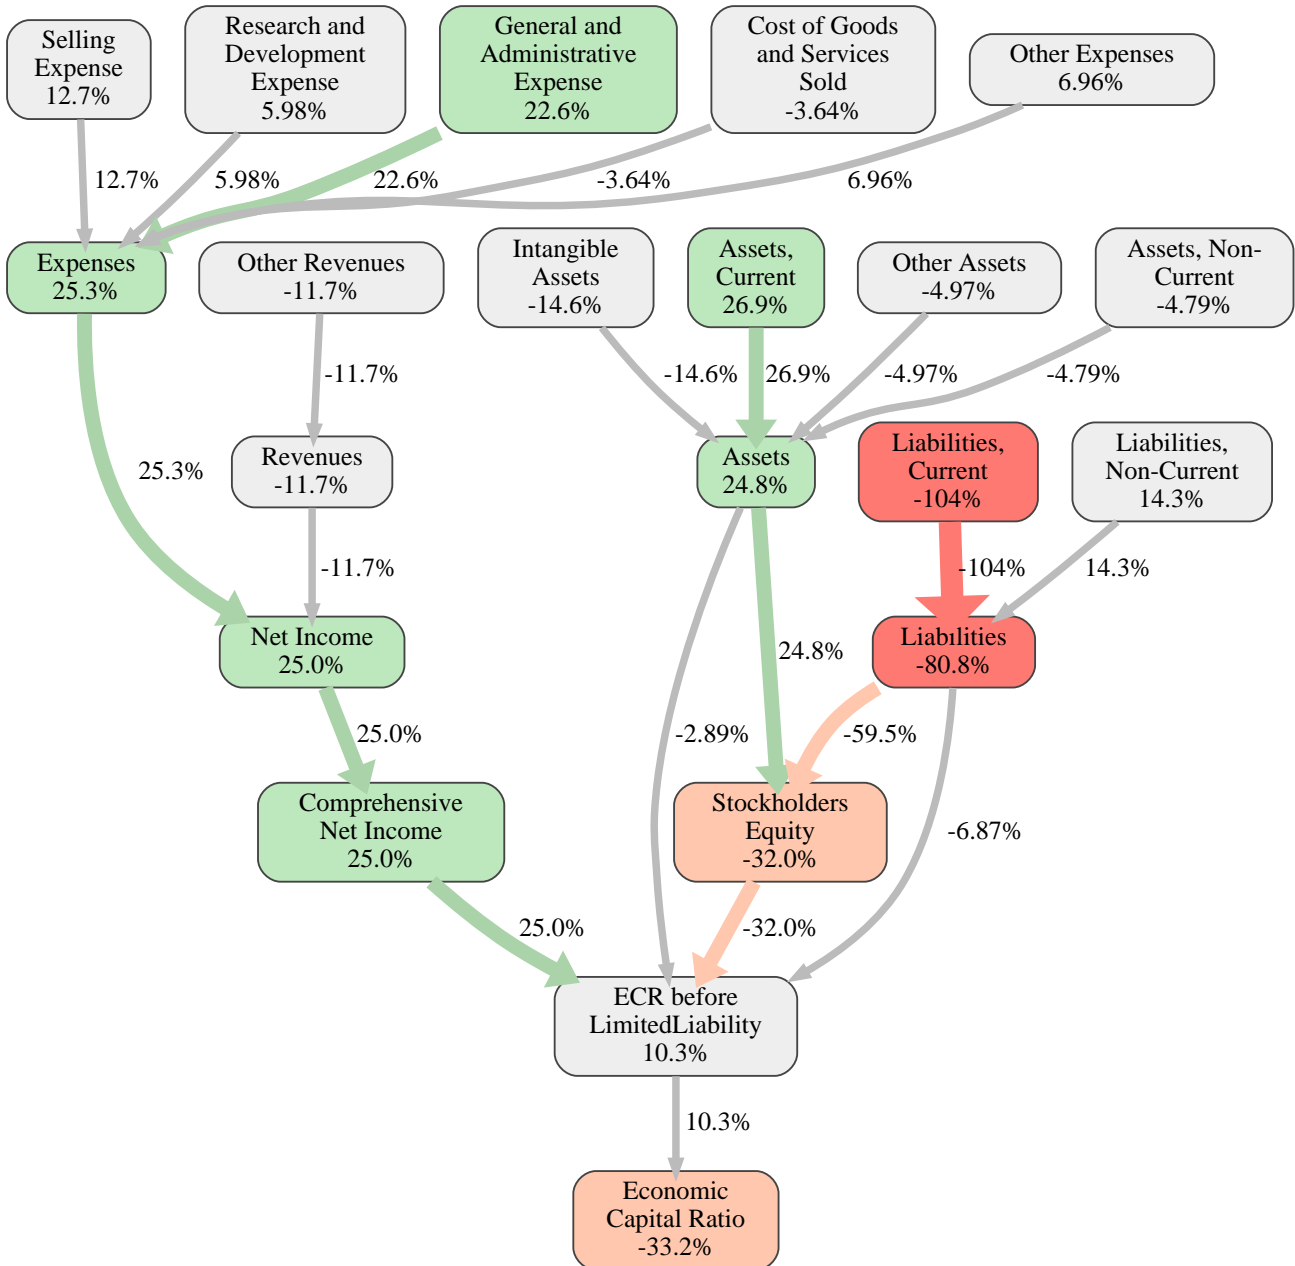 Selling
Expense
12.7%
Research and
Development
Expense
5.98%
General and
Administrative
Expense
22.6%
Cost of Goods
and Services
Sold
-3.64%
Other Expenses
6.96%
12.7%
5.98%
22.6%
-3.64%
6.96%
Expenses
25.3%
Other Revenues
-11.7%
Intangible
Assets
-14.6%
Assets,
Current
26.9%
Other Assets
-4.97%
Assets, Non-
Current
-4.79%
-11.7%
-14.6%
26.9%
-4.97%
-4.79%
25.3%
Revenues
-11.7%
Assets
24.8%
Liabilities,
Current
-104%
Liabilities,
Non-Current
14.3%
-11.7%
-104%
14.3%
Net Income
25.0%
24.8%
Liabilities
-80.8%
25.0%
-2.89%
-59.5%
Comprehensive
Net Income
25.0%
Stockholders
Equity
-32.0%
-6.87%
25.0%
-32.0%
ECR before
LimitedLiability
10.3%
10.3%
Economic
Capital Ratio
-33.2%